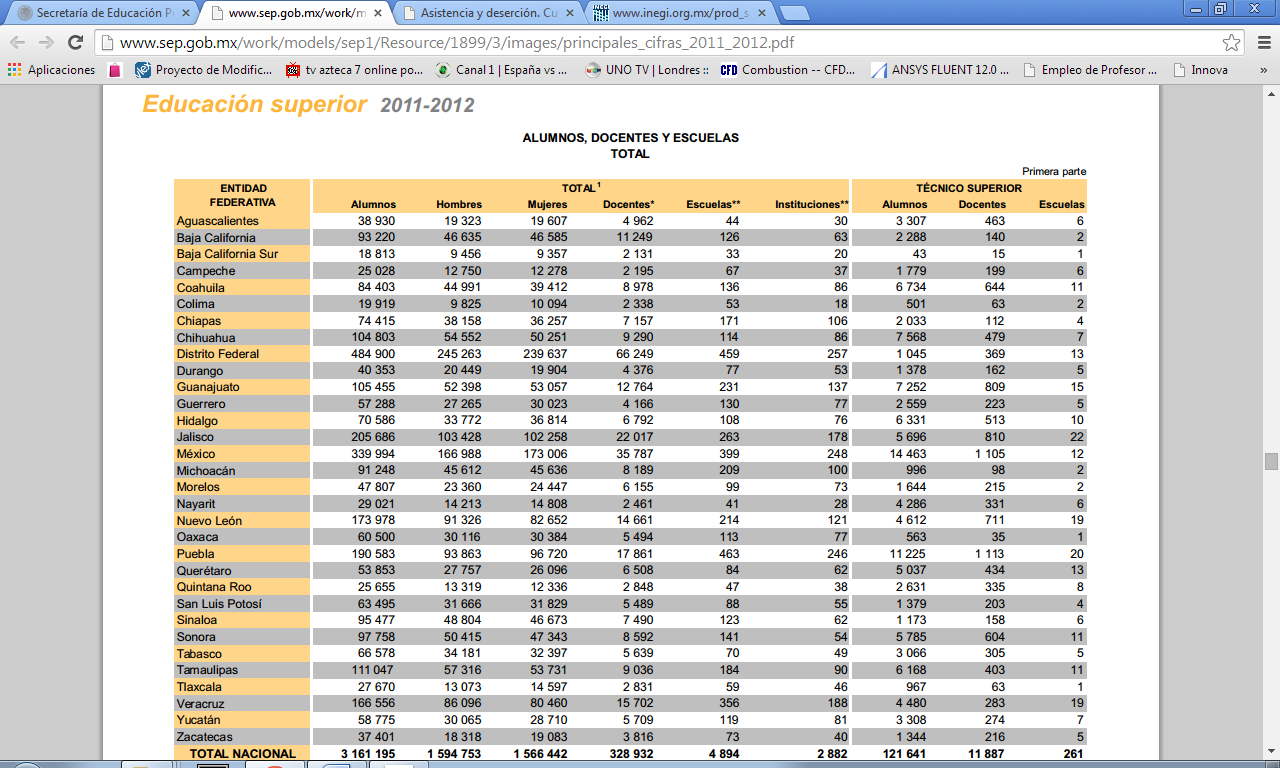 Secretaría de Educación P
www.sep.gob.mx/work/m
Asistencia y deserción. Cu
www.inegi.org.mx/prod_s
www.sep.gob.mx/work/models/sep1/Resource/1899/3/images/principales_cifras_2011_2012.pdf
Aplicaciones Proyecto de Modific... tv azteca 7 online po... Canal 1 | España vs ... UNO TV | Londres :: CFD Combustion -- CFD... ANSYS FLUENT 12.0 ... Empleo de Profesor ... Innova »
Educación superior 2011-2012
ALUMNOS, DOCENTES Y ESCUELAS
TOTAL
Primera parte
ENTIDAD FEDERATIVA TOTAL 1 TÉCNICO SUPERIOR
Alumnos Hombres Mujeres Docentes* Escuelas** Instituciones** Alumnos Docentes Escuelas
Aguascalientes 38 930 19 323 19 607 4 962 44 30 3 307 463 6
Baja California 93 220 46 635 46 585 11 249 126 63 2 288 140 2
Baja California Sur 18 813 9 456 9 357 2 131 33 20 43 15 1
Campeche 25 028 12 750 12 278 2 195 67 37 1 779 199 6
Coahuila 84 403 44 991 39 412 8 978 136 86 6 734 644 11
Colima 19 919 9 825 10 094 2 338 53 18 501 63 2
Chiapas 74 415 38 158 36 257 7 157 171 106 2 033 112 4
Chihuahua 104 803 54 552 50 251 9 290 114 86 7 568 479 7
Distrito Federal 484 900 245 263 239 637 66 249 459 257 1 045 369 13
Durango 40 353 20 449 19 904 4 376 77 53 1 378 162 5
Guanajuato 105 455 52 398 53 057 12 764 231 137 7 252 809 15
Guerrero 57 288 27 265 30 023 4 166 130 77 2 559 223 5
Hidalgo 70 586 33 772 36 814 6 792 108 76 6 331 513 10
Jalisco 205 686 103 428 102 258 22 017 263 178 5 696 810 22
México 339 994 166 988 173 006 35 787 399 248 14 463 1 105 12
Michoacán 91 248 45 612 45 636 8 189 209 100 996 98 2
Morelos 47 807 23 360 24 447 6 155 99 73 1 644 215 2
Nayarit 29 021 14 213 14 808 2 461 41 28 4 286 331 6
Nuevo León 173 978 91 326 82 652 14 661 214 121 4 612 711 19
Oaxaca 60 500 30 116 30 384 5 494 113 77 563 35 1
Puebla 190 583 93 863 96 720 17 861 463 246 11 225 1 113 20
Querétaro 53 853 27 757 26 096 6 508 84 62 5 037 434 13
Quintana Roo 25 655 13 319 12 336 2 848 47 38 2 631 335 8
San Luis Potosí 63 495 31 666 31 829 5 489 88 55 1 379 203 4
Sinaloa 95 477 48 804 46 673 7 490 123 62 1 173 158 6
Sonora 97 758 50 415 47 343 8 592 141 54 5 785 604 11
Tabasco 66 578 34 181 32 397 5 639 70 49 3 066 305 5
Tamaulipas 111 047 57 316 53 731 9 036 184 90 6 168 403 11
Tlaxcala 27 670 13 073 14 597 2 831 59 46 967 63 1
Veracruz 166 556 86 096 80 460 15 702 356 188 4 480 283 19
Yucatán 58 775 30 065 28 710 5 709 119 81 3 308 274 7
Zacatecas 37 401 18 318 19 083 3 816 73 40 1 344 216 5
TOTAL NACIONAL 3 161 195 1 594 753 1 566 442 328 932 4 894 2 882 121 641 11 887 261